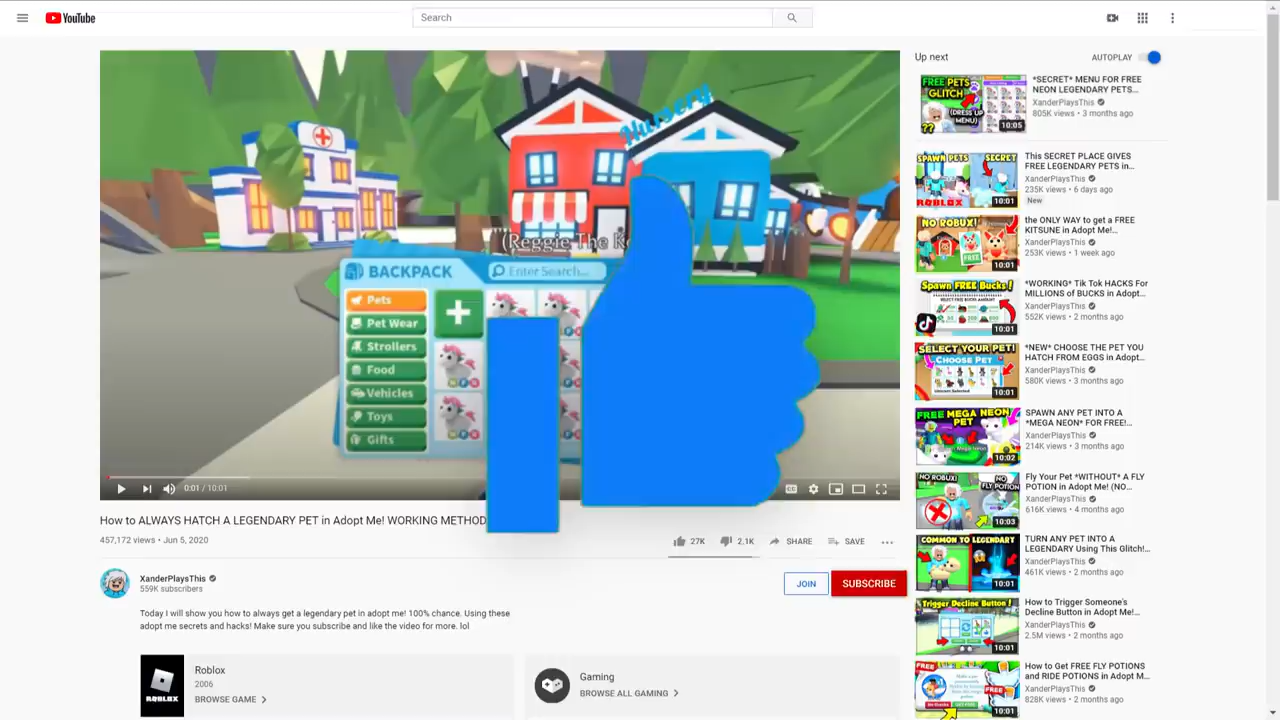 YouTube
Search
Nursery
(Reggie The
BACKPACK
Enter Search...
Pets
Pet Wear
Strollers
Food
Vehicles
Toys
Gifts
0:01 / 10:01
How to ALWAYS HATCH A LEGENDARY PET in Adopt Me! WORKING METHOD
457,172 views • Jun 5, 2020
27K
2.1K
SHARE
SAVE
XanderPlaysThis
559K subscribers
JOIN
SUBSCRIBE
Today I will show you how to always get a legendary pet in adopt me! 100% chance. Using these
adopt me secrets and hacks! Make sure you subscribe and like the video for more. lol
ROBLOX
Roblox
2006
BROWSE GAME
Gaming
BROWSE ALL GAMING
Up next
AUTOPLAY
FREE PETS
GLITCH
(DRESS UP
MENU)
??
10:05
*SECRET* MENU FOR FREE
NEON LEGENDARY PETS...
XanderPlaysThis
805K views • 3 months ago
SPAWN PETS
SECRET
ROBLOX
10:01
This SECRET PLACE GIVES
FREE LEGENDARY PETS in...
XanderPlaysThis
235K views • 6 days ago
New
NO ROBUX!
FREE
10:01
the ONLY WAY to get a FREE
KITSUNE in Adopt Me!...
XanderPlaysThis
253K views • 1 week ago
Spawn FREE Bucks!
10:01
*WORKING* Tik Tok HACKS For
MILLIONS of BUCKS in Adopt...
XanderPlaysThis
552K views • 2 months ago
SELECT YOUR PET!
CHOOSE PET
10:01
*NEW* CHOOSE THE PET YOU
HATCH FROM EGGS in Adopt...
XanderPlaysThis
580K views • 3 months ago
FREE MEGA NEON
PET
10:02
SPAWN ANY PET INTO A
*MEGA NEON* FOR FREE!...
XanderPlaysThis
214K views • 3 months ago
NO ROBUX!
NO FLY
POTION
10:03
Fly Your Pet *WITHOUT* A FLY
POTION in Adopt Me! (NO...
XanderPlaysThis
616K views • 4 months ago
COMMON TO LEGENDARY
10:01
TURN ANY PET INTO A
LEGENDARY Using This Glitch!...
XanderPlaysThis
461K views • 2 months ago
Trigger Decline Button!
10:01
How to Trigger Someone's
Decline Button in Adopt Me!...
XanderPlaysThis
2.5M views • 2 months ago
FREE
FREE
10:01
How to Get FREE FLY POTIONS
and RIDE POTIONS in Adopt M...
XanderPlaysThis
828K views • 2 months ago